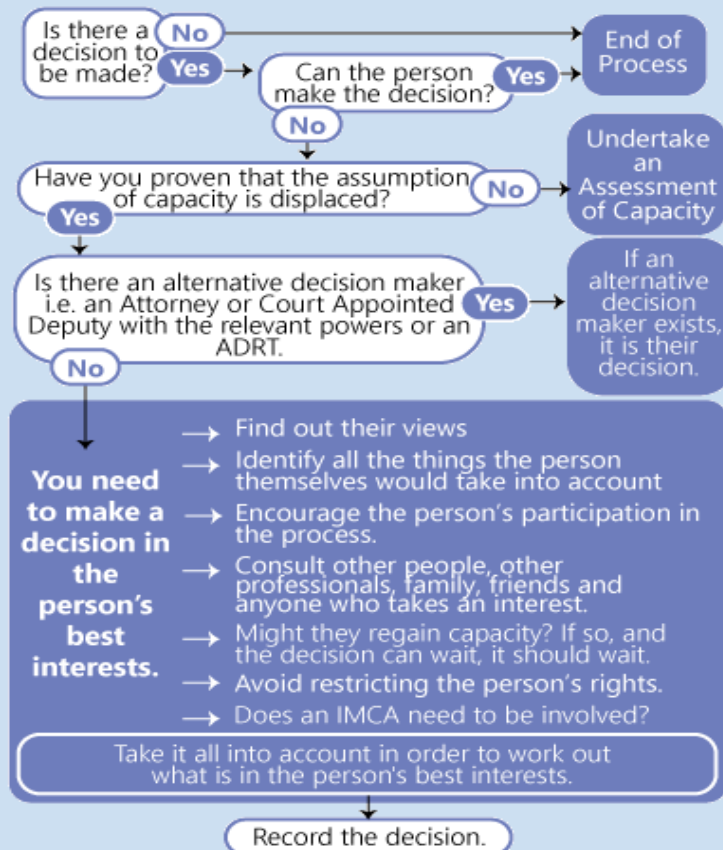 Is there a
decision to
be made?
No
Yes
End of
Process
Can the person
make the decision?
Yes
No
Have you proven that the assumption
of capacity is displaced?
No
Yes
Undertake
an
Assessment
of Capacity
Is there an alternative decision maker
i.e. an Attorney or Court Appointed
Deputy with the relevant powers or an
ADRT.
Yes
No
If an
alternative
decision
maker exists,
it is their
decision.
You need
to make a
decision in
the
person's
best
interests.
→ Find out their views
→ Identify all the things the person
themselves would take into account
→ Encourage the person's participation in
the process.
→ Consult other people, other
professionals, family, friends and
anyone who takes an interest.
→ Might they regain capacity? If so, and
the decision can wait, it should wait.
→ Avoid restricting the person's rights.
→ Does an IMCA need to be involved?
Take it all into account in order to work out
what is in the person's best interests.
Record the decision.